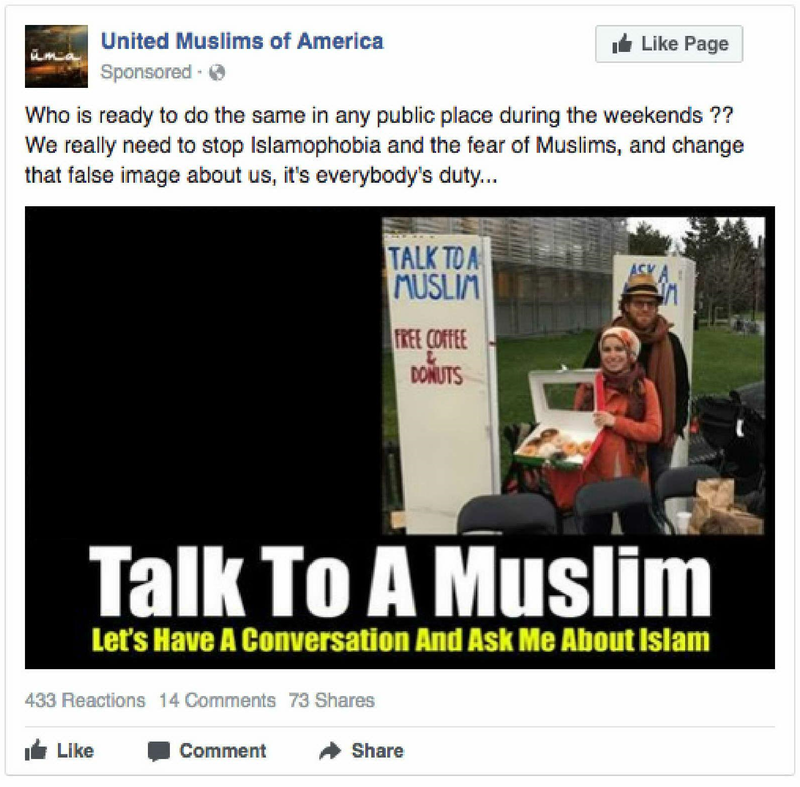 uma
United Muslims of America
Sponsored ·
Like Page
Who is ready to do the same in any public place during the weekends ??
We really need to stop Islamophobia and the fear of Muslims, and change
that false image about us, it's everybody's duty...
TALK TO A
MUSLIM
FREE COFFEE
&
DONUTS
ASK A
Talk To A Muslim
Let's Have A Conversation And Ask Me About Islam
433 Reactions 14 Comments 73 Shares
Like Comment Share